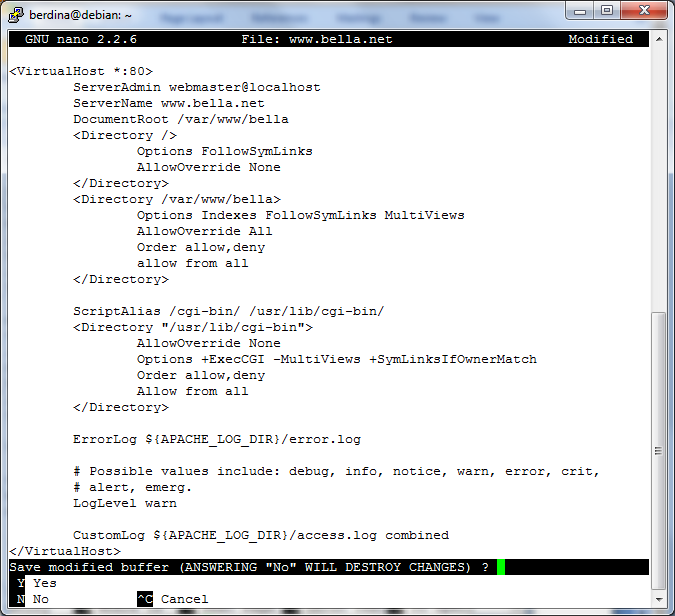 berdina@debian: ~
GNU nano 2.2.6 File: www.bella.net Modified
<VirtualHost *:80>
ServerAdmin webmaster@localhost
ServerName www.bella.net
DocumentRoot /var/www/bella
<Directory />
Options FollowSymLinks
AllowOverride None
</Directory>
<Directory /var/www/bella>
Options Indexes FollowSymLinks MultiViews
AllowOverride All
Order allow,deny
allow from all
</Directory>
ScriptAlias /cgi-bin/ /usr/lib/cgi-bin/
<Directory "/usr/lib/cgi-bin">
AllowOverride None
Options +ExecCGI -MultiViews +SymLinksIfOwnerMatch
Order allow,deny
Allow from all
</Directory>
ErrorLog ${APACHE_LOG_DIR}/error.log
# Possible values include: debug, info, notice, warn, error, crit,
# alert, emerg.
LogLevel warn
CustomLog ${APACHE_LOG_DIR}/access.log combined
</VirtualHost>
Save modified buffer (ANSWERING "No" WILL DESTROY CHANGES) ?
Y Yes
N No ^C Cancel